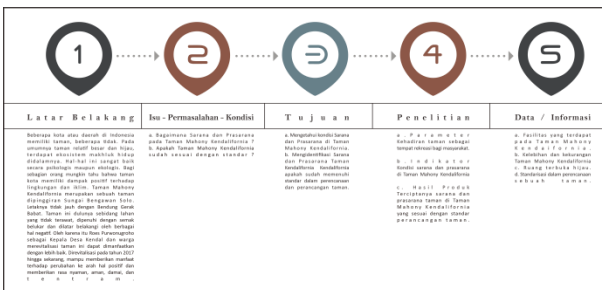 1
2
3
4
5
Latar Belakang
Isu - Permasalahan - Kondisi
Tujuan
Penelitian
Data / Informasi
Beberapa kota atau daerah di Indonesia
memiliki taman, beberapa tidak. Pada
umumnya taman relatif besar dan hijau,
terdapat ekosistem makhluk hidup
didalamnya. Hal-hal ini sangat baik
secara psikologis maupun ekologis. Bagi
sebagian orang mungkin tahu bahwa taman
kota memiliki dampak positif terhadap
lingkungan dan iklim. Taman Mahony
Kendalifornia merupakan sebuah taman
dipinggiran Sungai Bengawan Solo.
Letaknya tidak jauh dengan Bendung Gerak
Babat. Taman ini dulunya sebidang lahan
yang tidak terawat, dipenuhi dengan semak
belukar dan dilatar belakangi oleh berbagai
hal negatif. Oleh karena itu Roes Purwonugroho
sebagai Kepala Desa Kendal dan warga
merevitalisasi taman ini dapat dimanfaatkan
dengan lebih baik. Direvitalisasi pada tahun 2017
hingga sekarang, mampu memberikan manfaat
terhadap perubahan ke arah hal positif dan
memberikan rasa nyaman, aman, damai, dan
tentram.
a. Bagaimana Sarana dan Prasarana
pada Taman Mahony Kendalifornia ?
b. Apakah Taman Mahony Kendalifornia
sudah sesuai dengan standar ?
a. Mengetahui kondisi Sarana
dan Prasarana di Taman
Mahony Kendalifornia.
b. Mengidentifikasi Sarana
dan Prasarana Taman
Mahony Kendalifornia Kendalifornia
apakah sudah memenuhi
standar dalam perencanaan
dan perancangan taman.
a. Parameter
Kehadiran taman sebagai
tempat rekreasi bagi masyarakat.
b. Indikator
Kondisi sarana dan prasarana
di Taman Mahony Kendalifornia
c. Hasil Produk
Terciptanya sarana dan
prasarana taman di Taman
Mahony Kendalifornia
yang sesuai dengan standar
perancangan taman.
a. Fasilitas yang terdapat
pada Taman Mahony
Kendalifornia.
b. Kelebihan dan kekurangan
Taman Mahony Kendalifornia
c. Ruang terbuka hijau.
d. Standarisasi dalam perencanaan
sebuah taman.